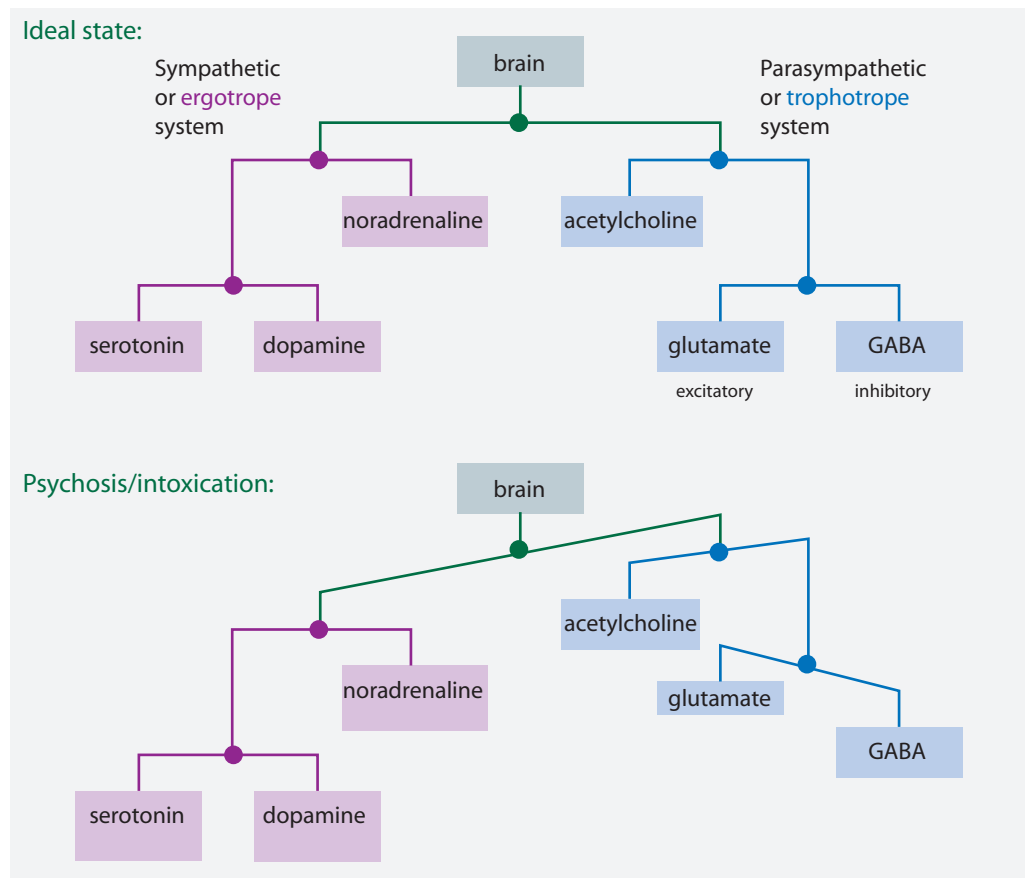 Ideal state:
Sympathetic
or ergotrope
system
brain
Parasympathetic
or trophotrope
system
noradrenaline
acetylcholine
serotonin
dopamine
glutamate
GABA
excitatory
inhibitory
Psychosis/intoxication:
brain
acetylcholine
noradrenaline
glutamate
GABA
serotonin
dopamine